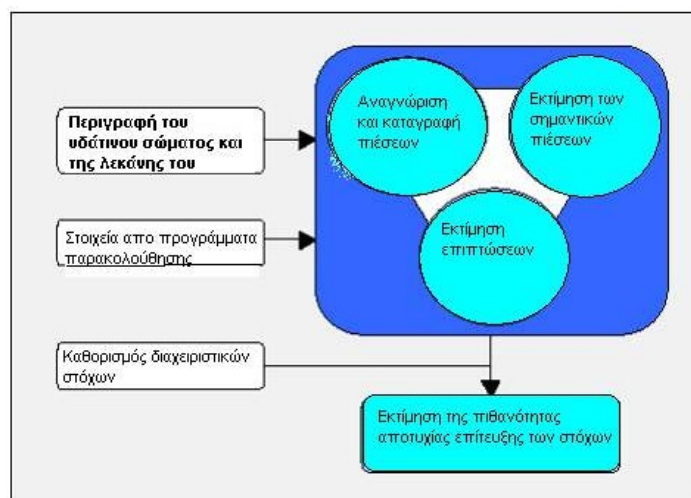 Περιγραφή του
υδάτινου σώματος και
της λεκάνης του
Στοιχεία απο προγράμματα
παρακολούθησης
Καθορισμός διαχειριστικών
στόχων
Αναγνώριση
και καταγραφή
πιέσεων
Εκτίμηση των
σημαντικών
πιέσεων
Εκτίμηση
επιπτώσεων
Εκτίμηση της πιθανότητας
αποτυχίας επίτευξης των στόχων